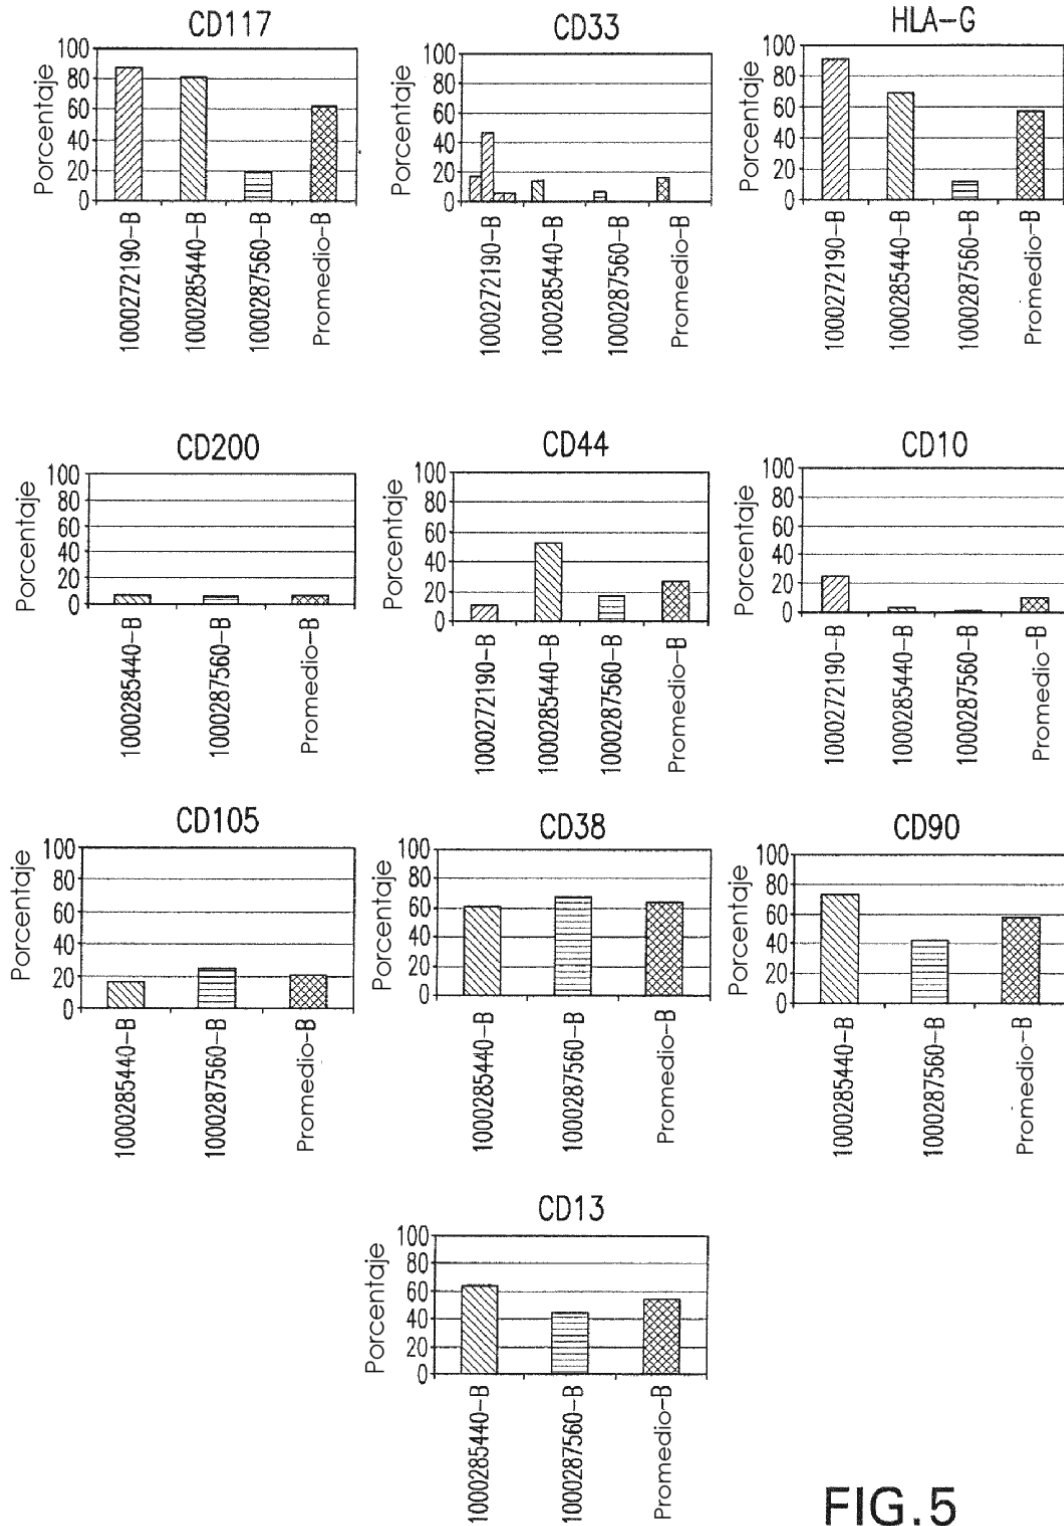 CD117
Porcentaje
100
80
60
40
20
0
1000272190-B
1000285440-B
1000287560-B
Promedio-B
CD33
Porcentaje
100
80
60
40
20
0
1000272190-B
1000285440-B
1000287560-B
Promedio-B
HLA-G
Porcentaje
100
80
60
40
20
0
1000272190-B
1000285440-B
1000287560-B
Promedio-B
CD200
Porcentaje
100
80
60
40
20
0
1000285440-B
1000287560-B
Promedio-B
CD44
Porcentaje
100
80
60
40
20
0
1000272190-B
1000285440-B
1000287560-B
Promedio-B
CD10
Porcentaje
100
80
60
40
20
0
1000272190-B
1000285440-B
1000287560-B
Promedio-B
CD105
Porcentaje
100
80
60
40
20
0
1000285440-B
1000287560-B
Promedio-B
CD38
Porcentaje
100
80
60
40
20
0
1000285440-B
1000287560-B
Promedio-B
CD90
Porcentaje
100
80
60
40
20
0
1000285440-B
1000287560-B
Promedio-B
CD13
Porcentaje
100
80
60
40
20
0
1000285440-B
1000287560-B
Promedio-B
FIG.5